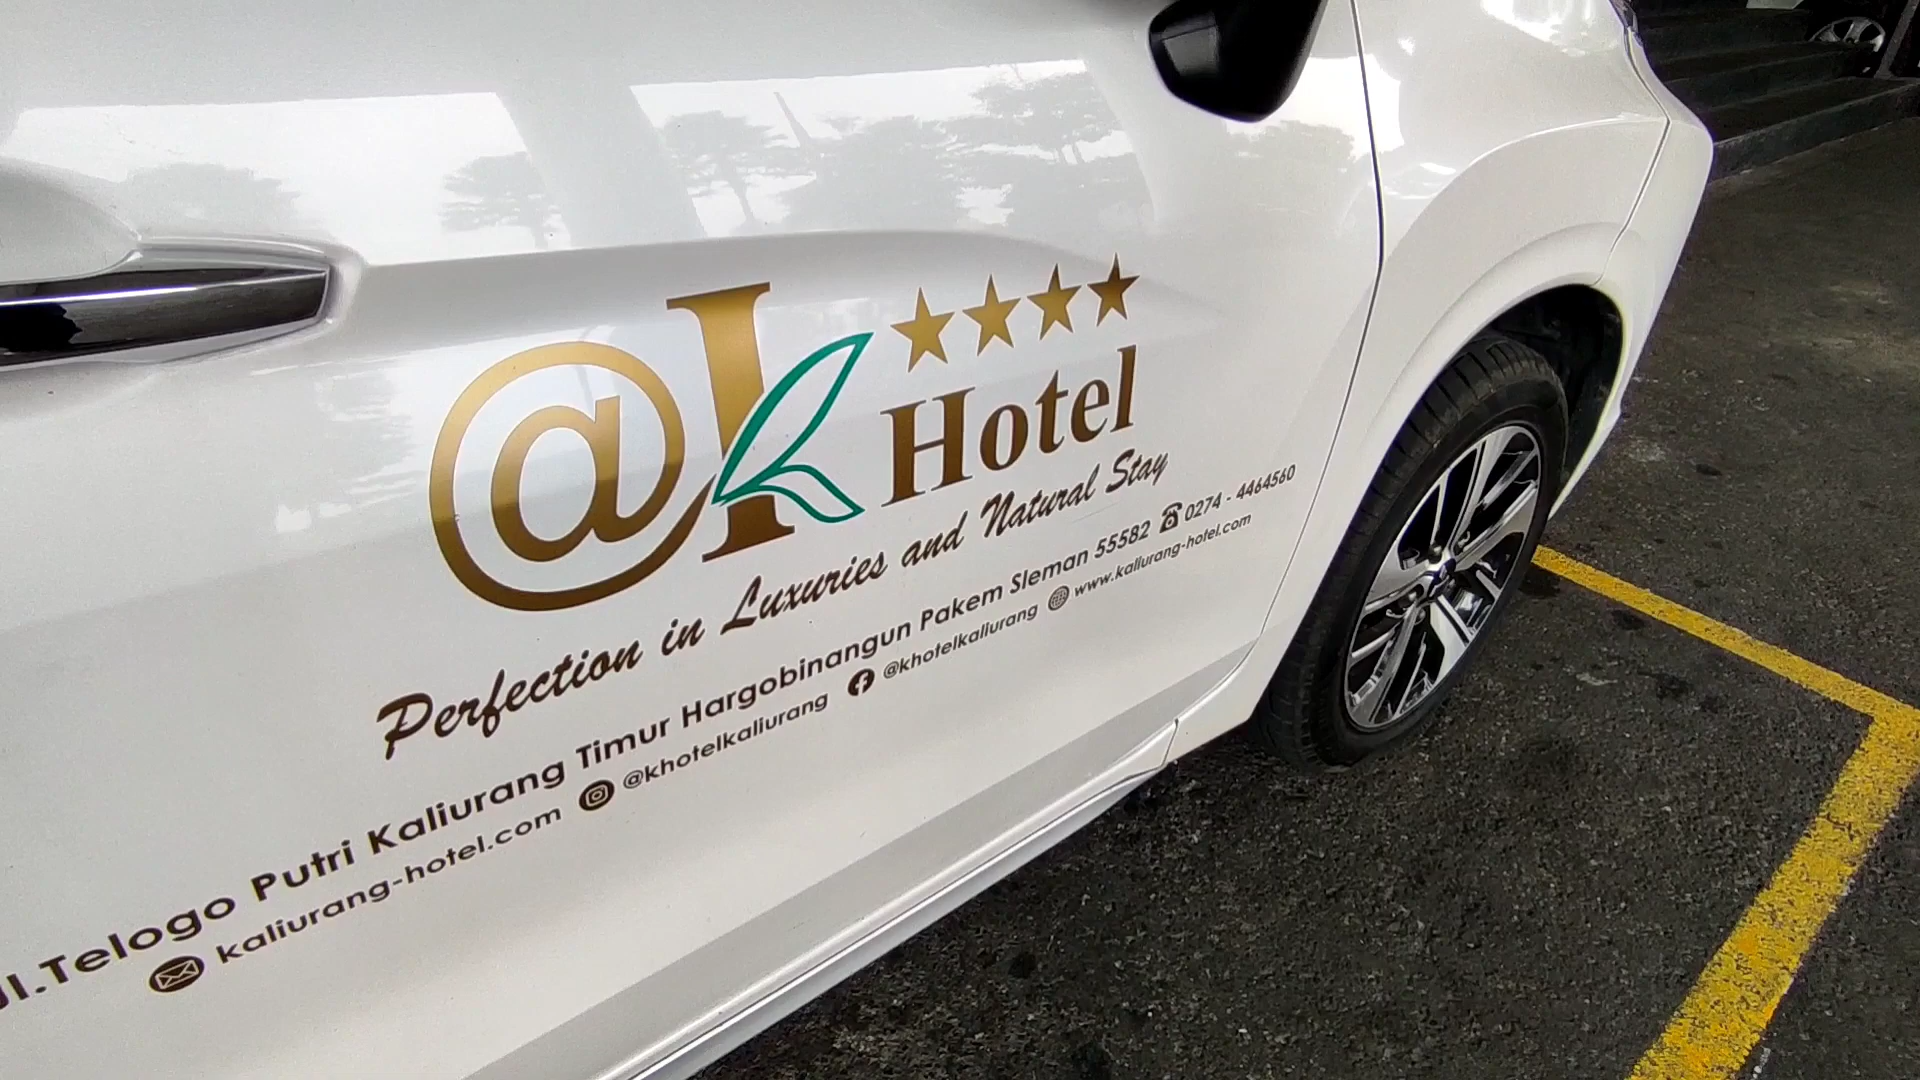 @K Hotel
Perfection in Luxuries and Natural Stay
Jl.Telogo Putri Kaliurang Timur Hargobinangun Pakem Sleman 55582 0274 - 4464560
kaliurang-hotel.com @khotelkaliurang @khotelkaliurang www.kaliurang-hotel.com